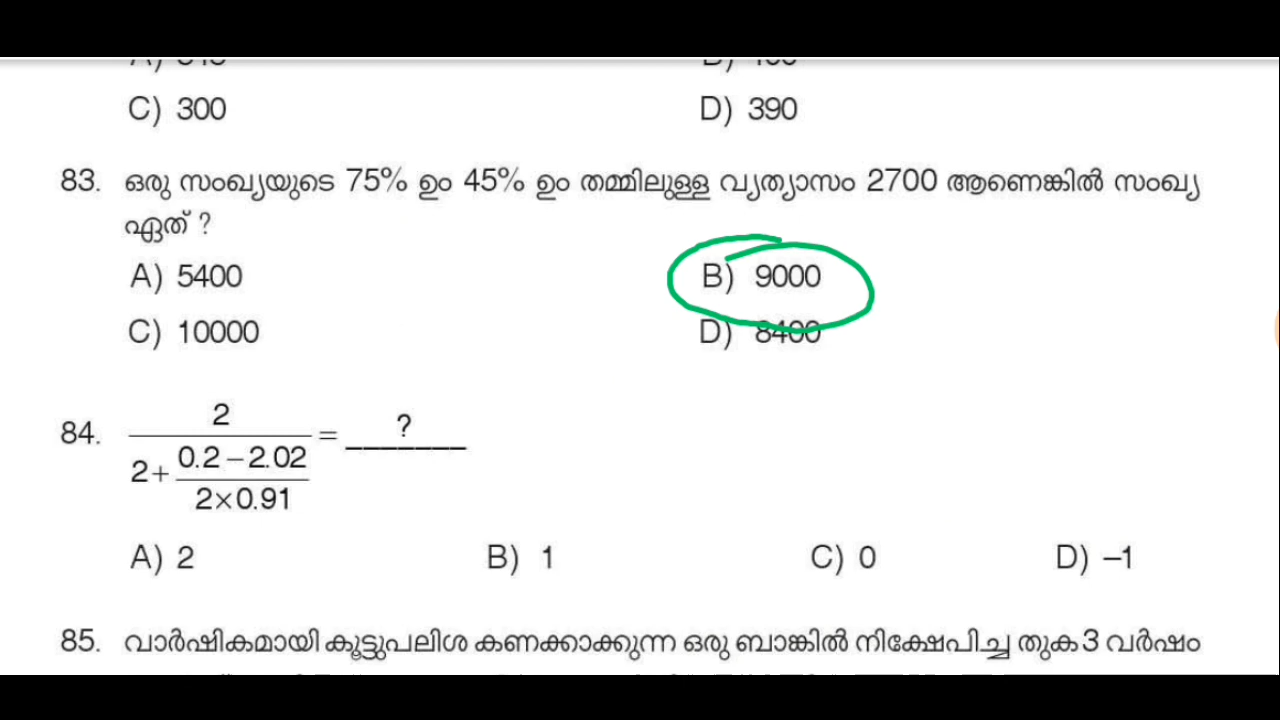 C) 300 D) 390
83. ഒരു സംഖ്യയുടെ 75% ഉം 45% ഉം തമ്മിലുള്ള വ്യത്യാസം 2700 ആണെങ്കിൽ സംഖ്യ
ഏത് ?
A) 5400 B) 9000
C) 10000 D) 8400
84. 2 / (2+ (0.2 – 2.02) / (2×0.91)) = ___?___
A) 2 B) 1 C) 0 D) –1
85. വാർഷികമായി കൂട്ടുപലിശ കണക്കാക്കുന്ന ഒരു ബാങ്കിൽ നിക്ഷേപിച്ച തുക 3 വർഷം